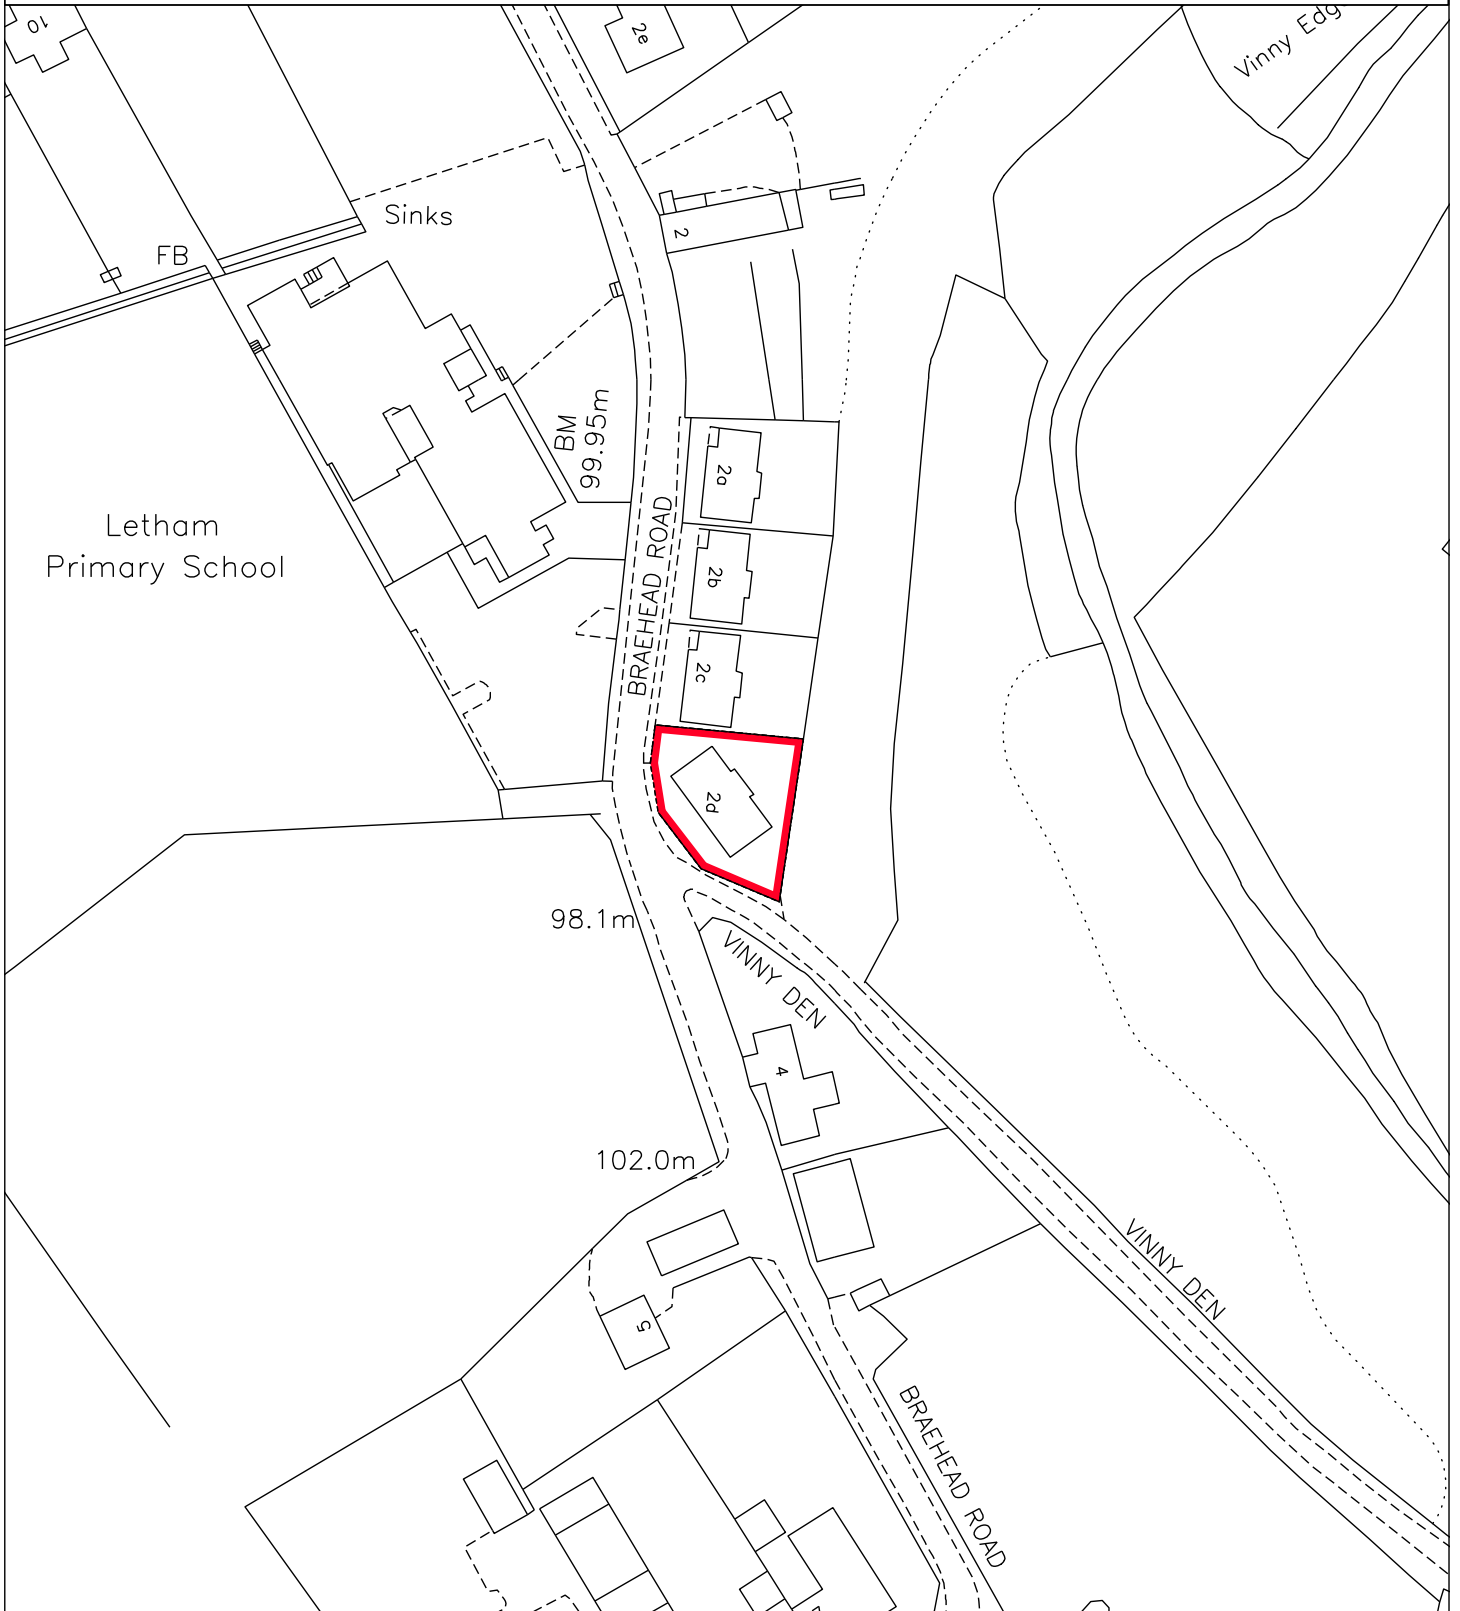 10
2e
Vinny
Sinks
FB
2
BM
99.95m
2a
Letham
Primary School
BRAEHEAD ROAD
2b
2c
2d
98.1m
VINNY DEN
4
102.0m
VINNY DEN
5
BRAEHEAD ROAD